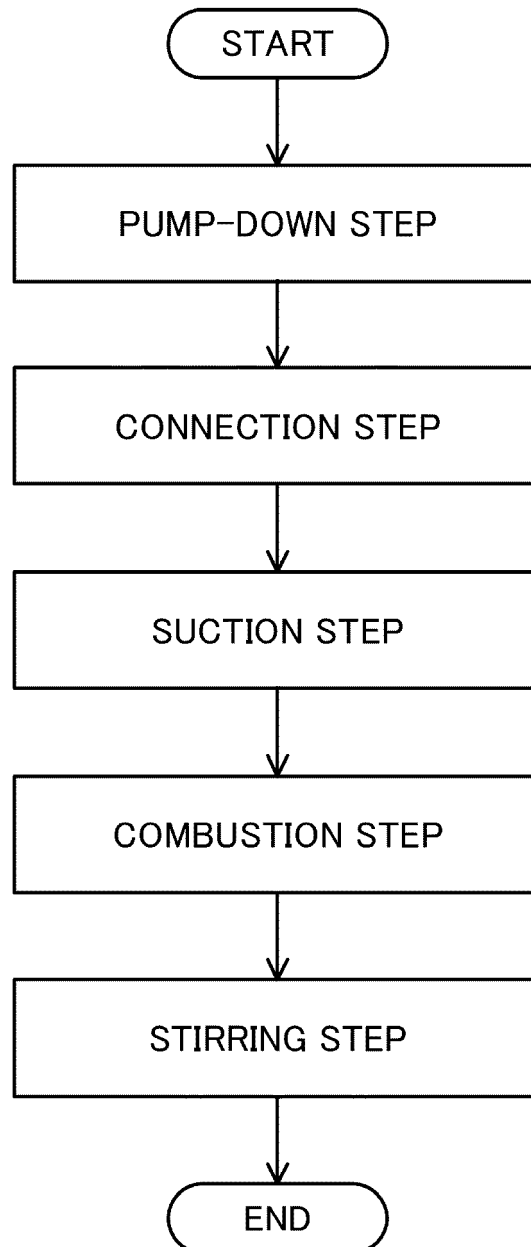 START
PUMP-DOWN STEP
CONNECTION STEP
SUCTION STEP
COMBUSTION STEP
STIRRING STEP
END